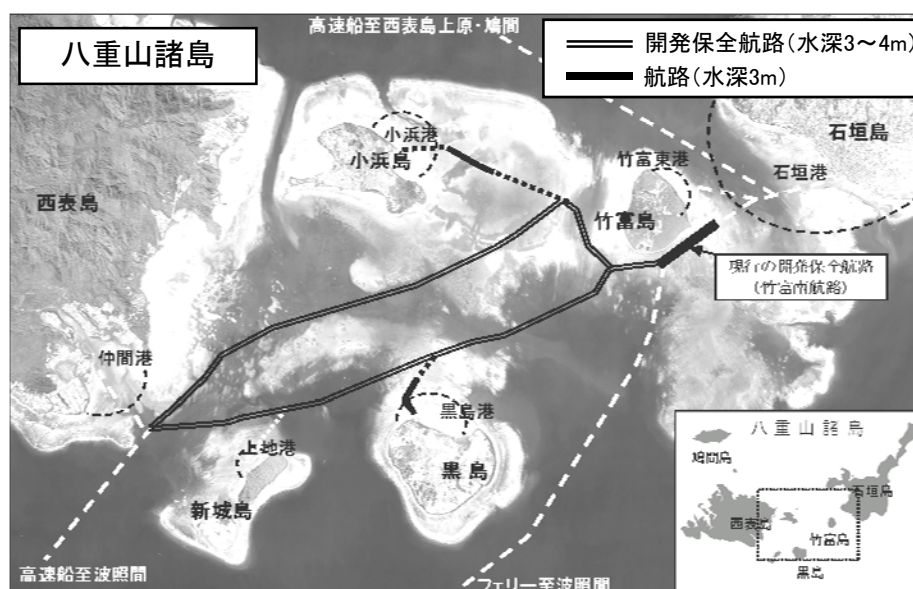 高速船至西表島上原・鳩間
八重山諸島
開発保全航路(水深3～4m)
航路(水深3m)
小浜港
小浜島
石垣島
竹富東港
石垣港
西表島
竹富島
現行の開発保全航路
(竹富南航路)
仲間港
黒島港
上地港
黒島
新城島
高速船至波照間
フェリー至波照間
八重山諸島
鳩間島
石垣島
西表島
竹富島
黒島